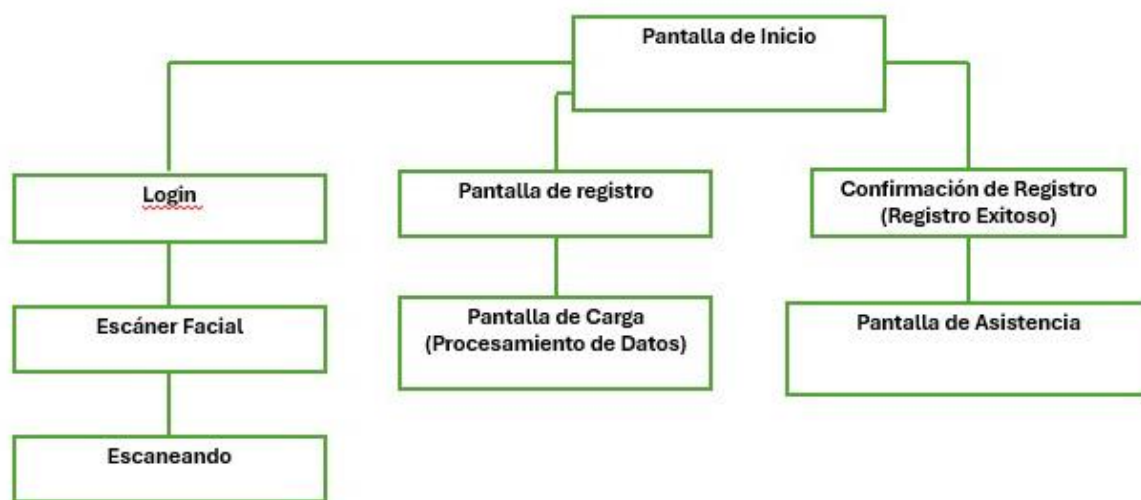 Pantalla de Inicio
Login
Pantalla de registro
Confirmación de Registro
(Registro Exitoso)
Escáner Facial
Pantalla de Carga
(Procesamiento de Datos)
Pantalla de Asistencia
Escaneando